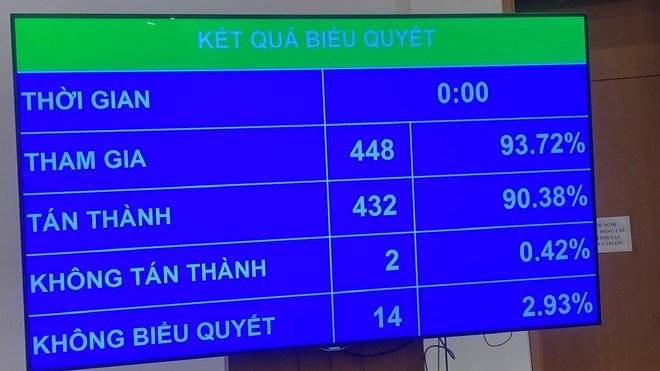 KẾT QUẢ BIỂU QUYẾT
THỜI GIAN 0:00
THAM GIA 448 93.72%
TÁN THÀNH 432 90.38%
KHÔNG TÁN THÀNH 2 0.42%
KHÔNG BIỂU QUYẾT 14 2.93%